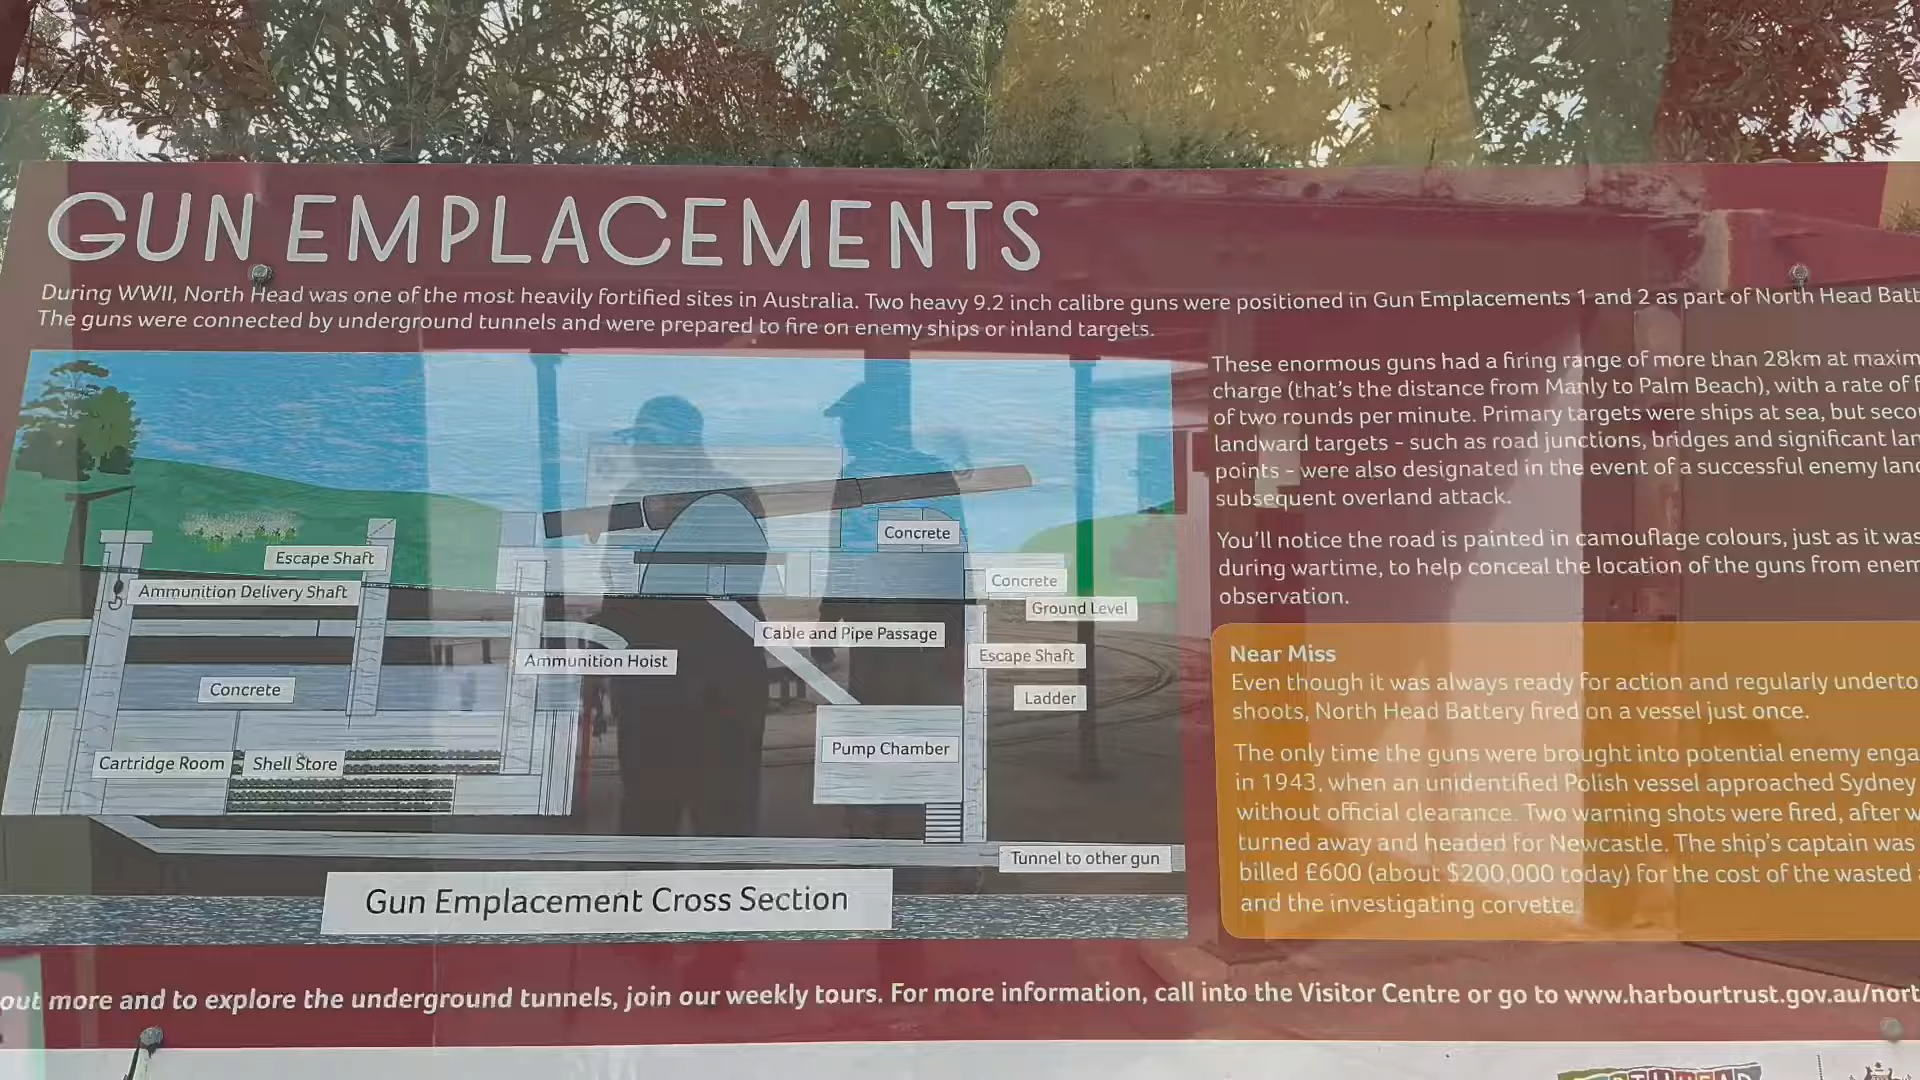 GUN EMPLACEMENTS
During WWII, North Head was one of the most heavily fortified sites in Australia. Two heavy 9.2 inch calibre guns were positioned in Gun Emplacements 1 and 2 as part of North Head Batt
The guns were connected by underground tunnels and were prepared to fire on enemy ships or inland targets.
Escape Shaft
Ammunition Delivery Shaft
Ammunition Hoist
Concrete
Cartridge Room
Shell Store
Concrete
Concrete
Ground Level
Cable and Pipe Passage
Escape Shaft
Ladder
Pump Chamber
Tunnel to other gun
Gun Emplacement Cross Section
These enormous guns had a firing range of more than 28km at maxim
charge (that's the distance from Manly to Palm Beach), with a rate of f
of two rounds per minute. Primary targets were ships at sea, but seco
landward targets - such as road junctions, bridges and significant lan
points - were also designated in the event of a successful enemy land
subsequent overland attack.
You'll notice the road is painted in camouflage colours, just as it was
during wartime, to help conceal the location of the guns from enem
observation.
Near Miss
Even though it was always ready for action and regularly underto
shoots, North Head Battery fired on a vessel just once.
The only time the guns were brought into potential enemy enga
in 1943, when an unidentified Polish vessel approached Sydney
without official clearance. Two warning shots were fired, after w
turned away and headed for Newcastle. The ship's captain was
billed £600 (about $200,000 today) for the cost of the wasted
and the investigating corvette.
out more and to explore the underground tunnels, join our weekly tours. For more information, call into the Visitor Centre or go to www.harbourtrust.gov.au/nort